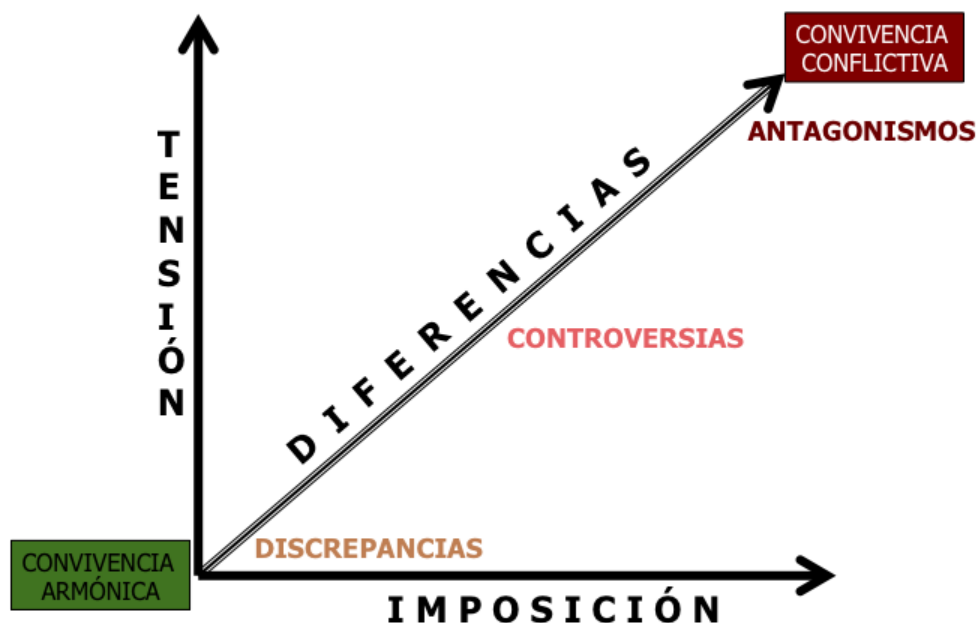 CONVIVENCIA
CONFLICTIVA
ANTAGONISMOS
TENSIÓN
DIFERENCIAS
CONTROVERSIAS
DISCREPANCIAS
CONVIVENCIA
ARMÓNICA
IMPOSICIÓN